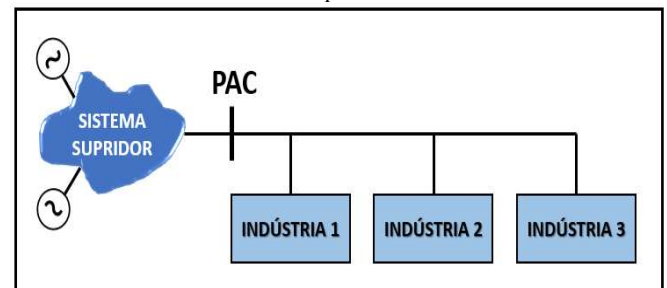 PAC
SISTEMA
SUPRIDOR
INDÚSTRIA 1
INDÚSTRIA 2
INDÚSTRIA 3